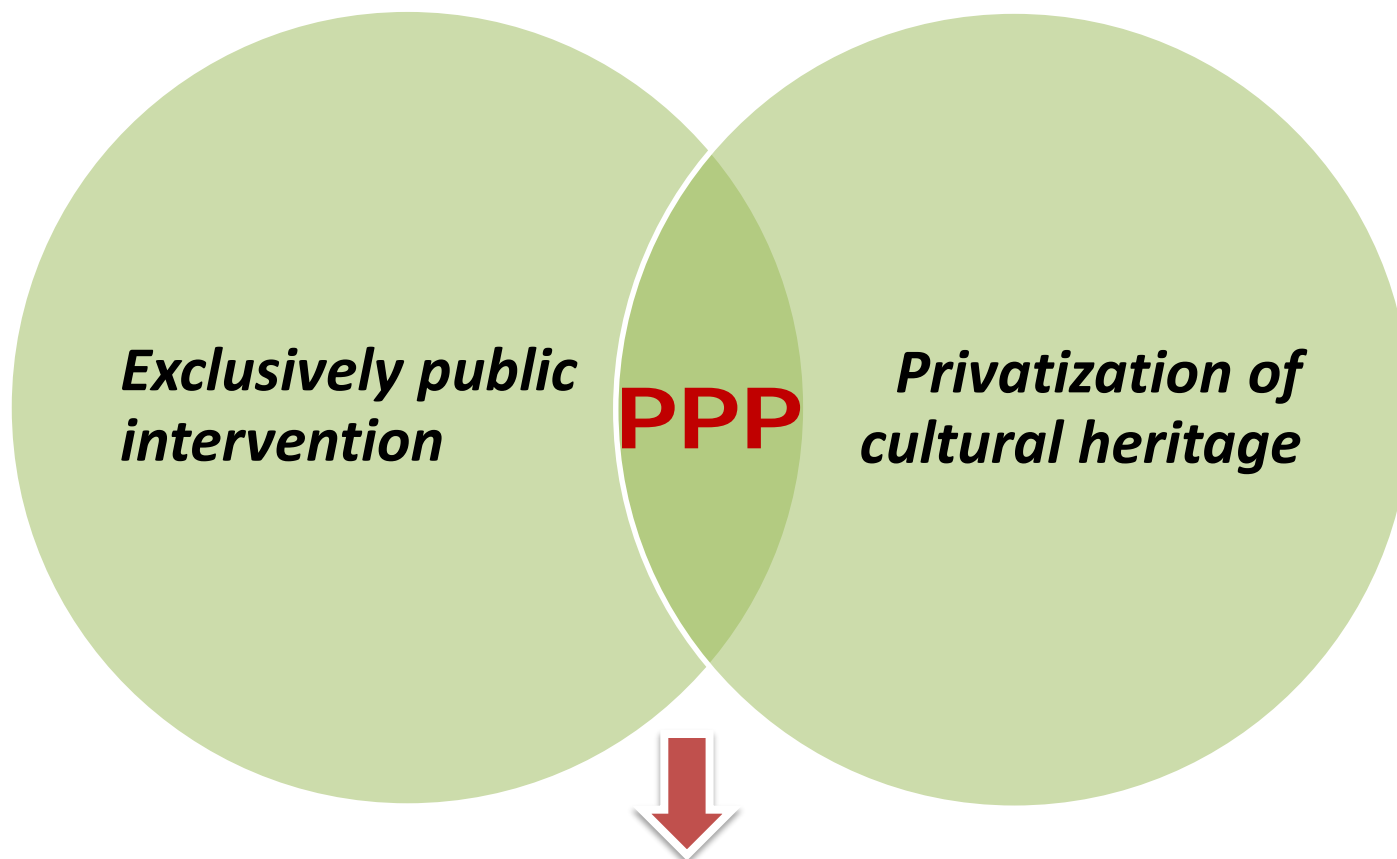 Exclusively public
intervention
PPP
Privatization of
cultural heritage